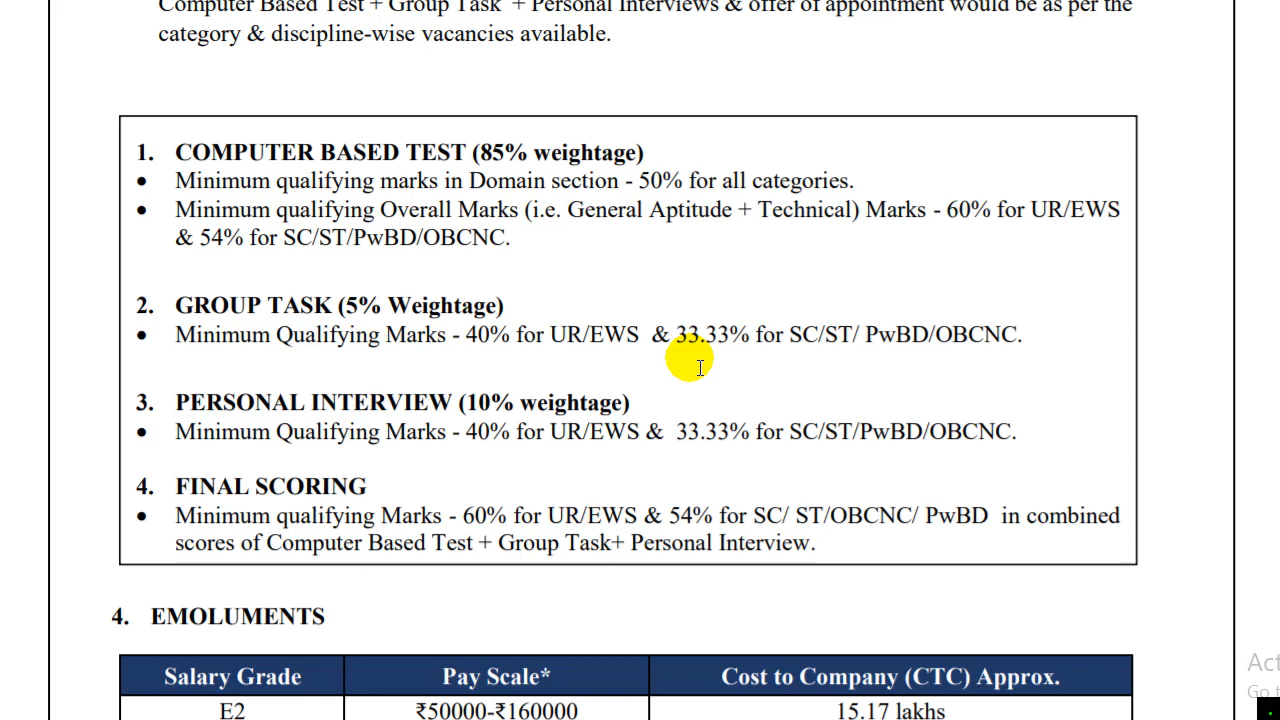 Computer Based Test + Group Task + Personal Interviews & offer of appointment would be as per the
category & discipline-wise vacancies available.
1. COMPUTER BASED TEST (85% weightage)
• Minimum qualifying marks in Domain section - 50% for all categories.
• Minimum qualifying Overall Marks (i.e. General Aptitude + Technical) Marks - 60% for UR/EWS
& 54% for SC/ST/PwBD/OBCNC.
2. GROUP TASK (5% Weightage)
• Minimum Qualifying Marks - 40% for UR/EWS & 33.33% for SC/ST/ PwBD/OBCNC.
3. PERSONAL INTERVIEW (10% weightage)
• Minimum Qualifying Marks - 40% for UR/EWS & 33.33% for SC/ST/PwBD/OBCNC.
4. FINAL SCORING
• Minimum qualifying Marks - 60% for UR/EWS & 54% for SC/ ST/OBCNC/ PwBD in combined
scores of Computer Based Test + Group Task+ Personal Interview.
4. EMOLUMENTS
Salary Grade Pay Scale* Cost to Company (CTC) Approx.
E2 ₹50000-₹160000 15.17 lakhs